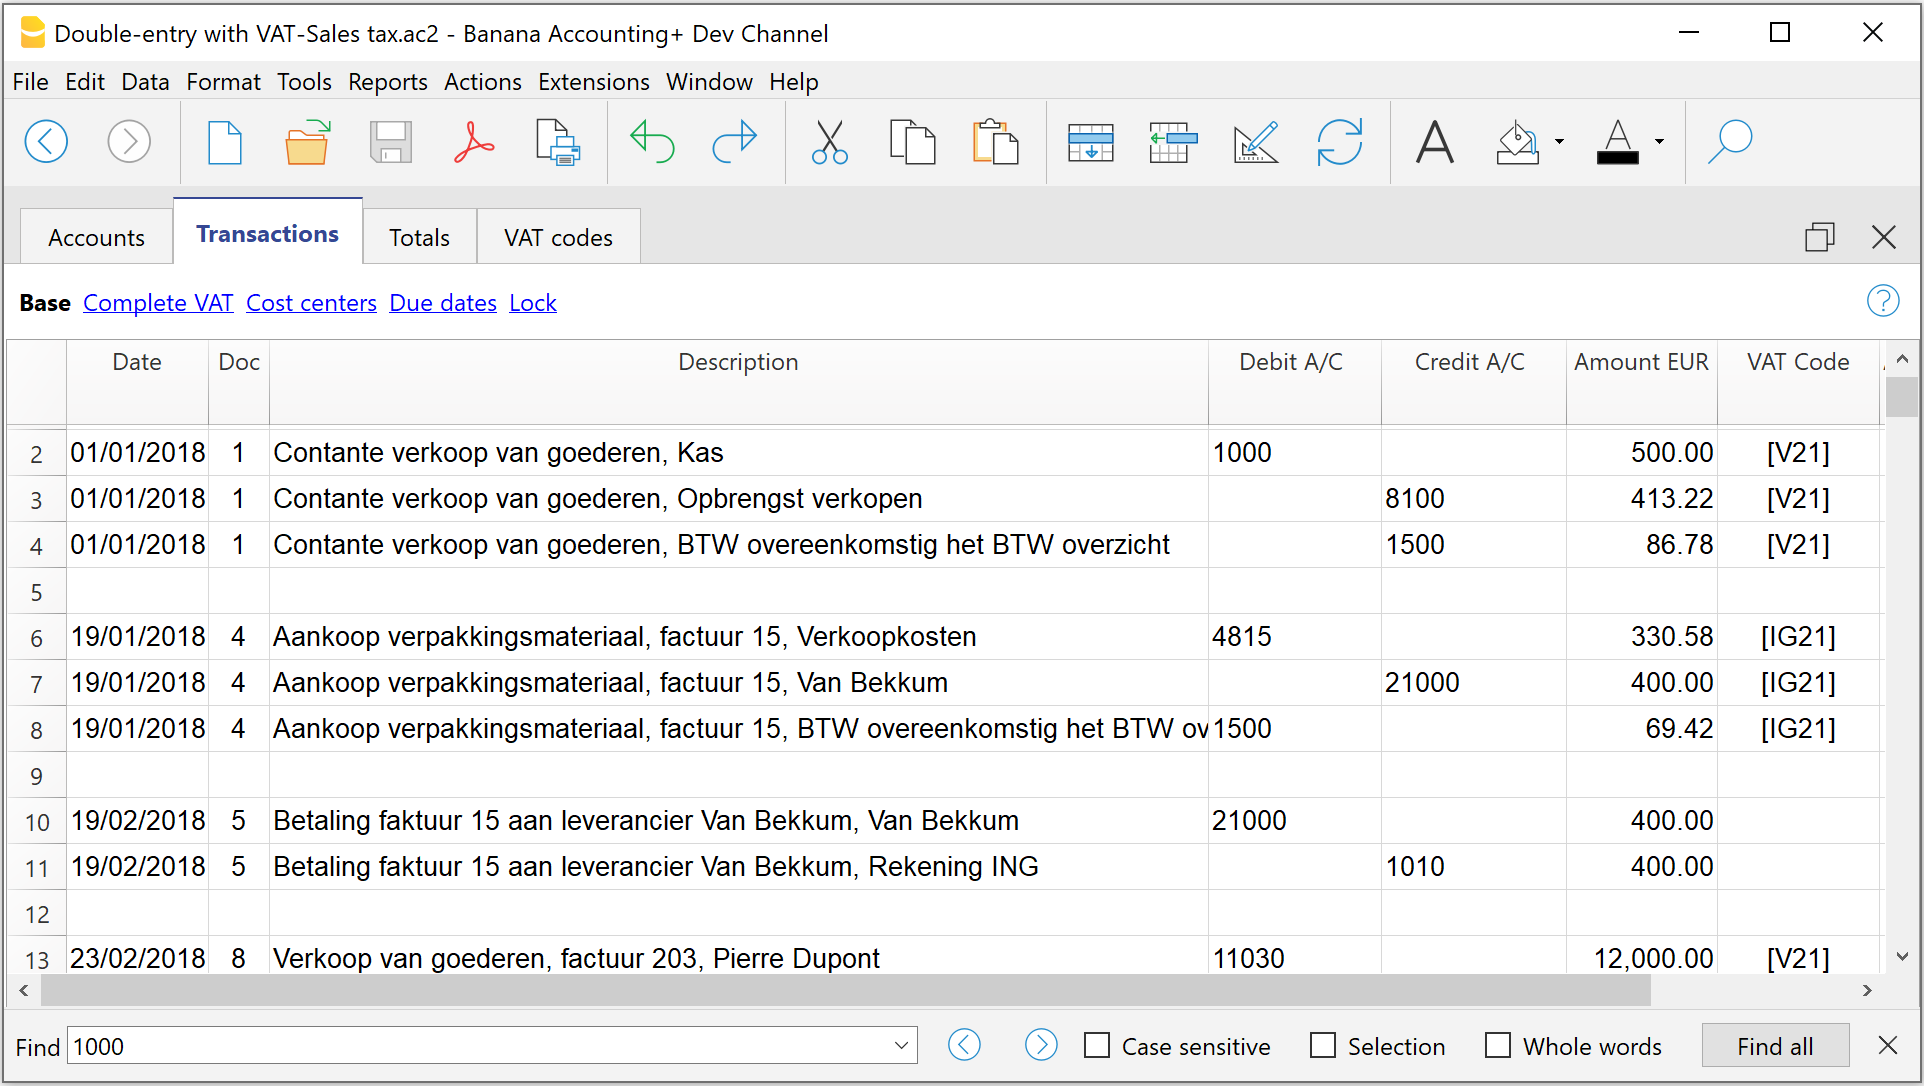 Double-entry with VAT-Sales tax.ac2 - Banana Accounting+ Dev Channel
File Edit Data Format Tools Reports Actions Extensions Window Help
Accounts Transactions Totals VAT codes
Base Complete VAT Cost centers Due dates Lock
Date Doc Description Debit A/C Credit A/C Amount EUR VAT Code
2 01/01/2018 1 Contante verkoop van goederen, Kas 1000 500.00 [V21]
3 01/01/2018 1 Contante verkoop van goederen, Opbrengst verkopen 8100 413.22 [V21]
4 01/01/2018 1 Contante verkoop van goederen, BTW overeenkomstig het BTW overzicht 1500 86.78 [V21]
5
6 19/01/2018 4 Aankoop verpakkingsmateriaal, factuur 15, Verkoopkosten 4815 330.58 [IG21]
7 19/01/2018 4 Aankoop verpakkingsmateriaal, factuur 15, Van Bekkum 21000 400.00 [IG21]
8 19/01/2018 4 Aankoop verpakkingsmateriaal, factuur 15, BTW overeenkomstig het BTW ov 1500 69.42 [IG21]
9
10 19/02/2018 5 Betaling faktuur 15 aan leverancier Van Bekkum, Van Bekkum 21000 400.00
11 19/02/2018 5 Betaling faktuur 15 aan leverancier Van Bekkum, Rekening ING 1010 400.00
12
13 23/02/2018 8 Verkoop van goederen, factuur 203, Pierre Dupont 11030 12,000.00 [V21]
Find 1000 Case sensitive Selection Whole words Find all